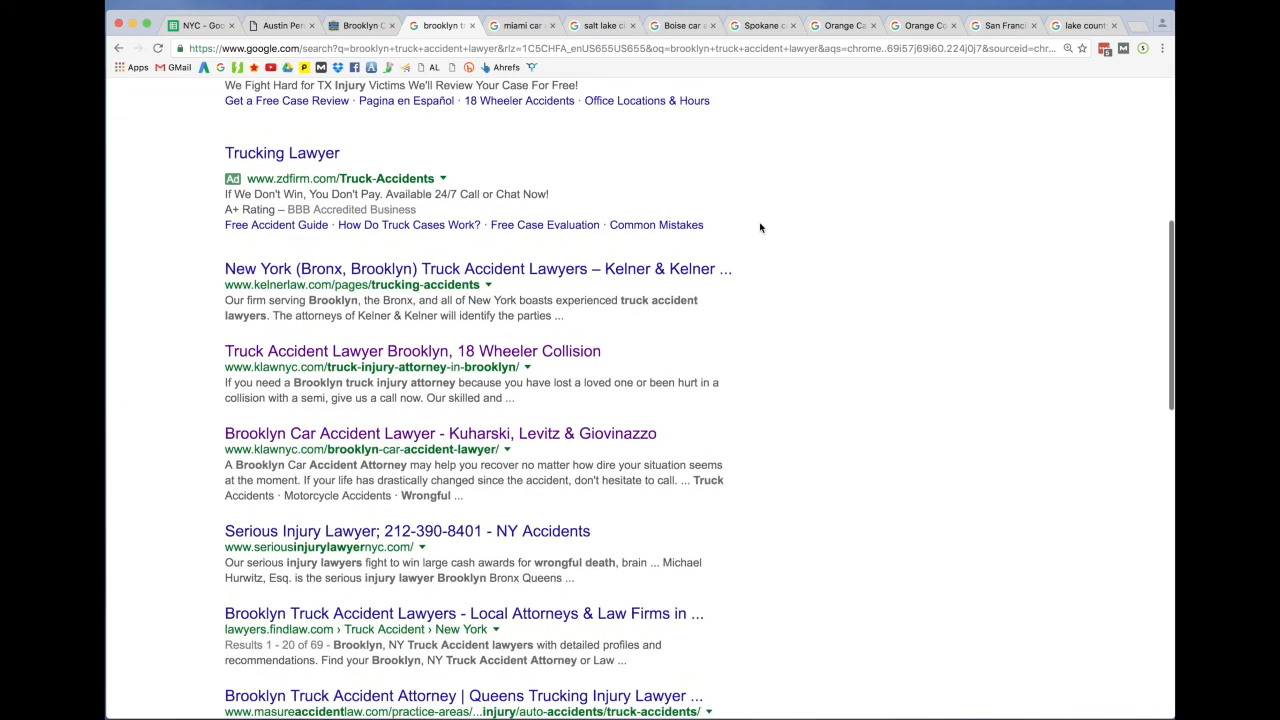 NYC - Goo
Austin Per
Brooklyn C
brooklyn tr
miami car
salt lake ci
Boise car a
Spokane c
Orange Ca
Orange Co
San Franci
lake count
https://www.google.com/search?q=brooklyn+truck+accident+lawyer&rlz=1C5CHFA_enUS655US655&oq=brooklyn+truck+accident+lawyer&aqs=chrome..69i57j69i60.224j0j7&sourceid=chr...
Apps GMail AL Ahrefs
We Fight Hard for TX Injury Victims We'll Review Your Case For Free!
Get a Free Case Review · Pagina en Español · 18 Wheeler Accidents · Office Locations & Hours
Trucking Lawyer
Ad www.zdfirm.com/Truck-Accidents
If We Don't Win, You Don't Pay. Available 24/7 Call or Chat Now!
A+ Rating – BBB Accredited Business
Free Accident Guide · How Do Truck Cases Work? · Free Case Evaluation · Common Mistakes
New York (Bronx, Brooklyn) Truck Accident Lawyers – Kelner & Kelner ...
www.kelnerlaw.com/pages/trucking-accidents
Our firm serving Brooklyn, the Bronx, and all of New York boasts experienced truck accident
lawyers. The attorneys of Kelner & Kelner will identify the parties ...
Truck Accident Lawyer Brooklyn, 18 Wheeler Collision
www.klawnyc.com/truck-injury-attorney-in-brooklyn/
If you need a Brooklyn truck injury attorney because you have lost a loved one or been hurt in a
collision with a semi, give us a call now. Our skilled and ...
Brooklyn Car Accident Lawyer - Kuharski, Levitz & Giovinazzo
www.klawnyc.com/brooklyn-car-accident-lawyer/
A Brooklyn Car Accident Attorney may help you recover no matter how dire your situation seems
at the moment. If your life has drastically changed since the accident, don't hesitate to call. ... Truck
Accidents · Motorcycle Accidents · Wrongful ...
Serious Injury Lawyer; 212-390-8401 - NY Accidents
www.seriousinjurylawyernyc.com/
Our serious injury lawyers fight to win large cash awards for wrongful death, brain ... Michael
Hurwitz, Esq. is the serious injury lawyer Brooklyn Bronx Queens ...
Brooklyn Truck Accident Lawyers - Local Attorneys & Law Firms in ...
lawyers.findlaw.com › Truck Accident › New York
Results 1 - 20 of 69 - Brooklyn, NY Truck Accident lawyers with detailed profiles and
recommendations. Find your Brooklyn, NY Truck Accident Attorney or Law ...
Brooklyn Truck Accident Attorney | Queens Trucking Injury Lawyer ...
www.masureaccidentlaw.com/practice-areas/...injury/auto-accidents/truck-accidents/